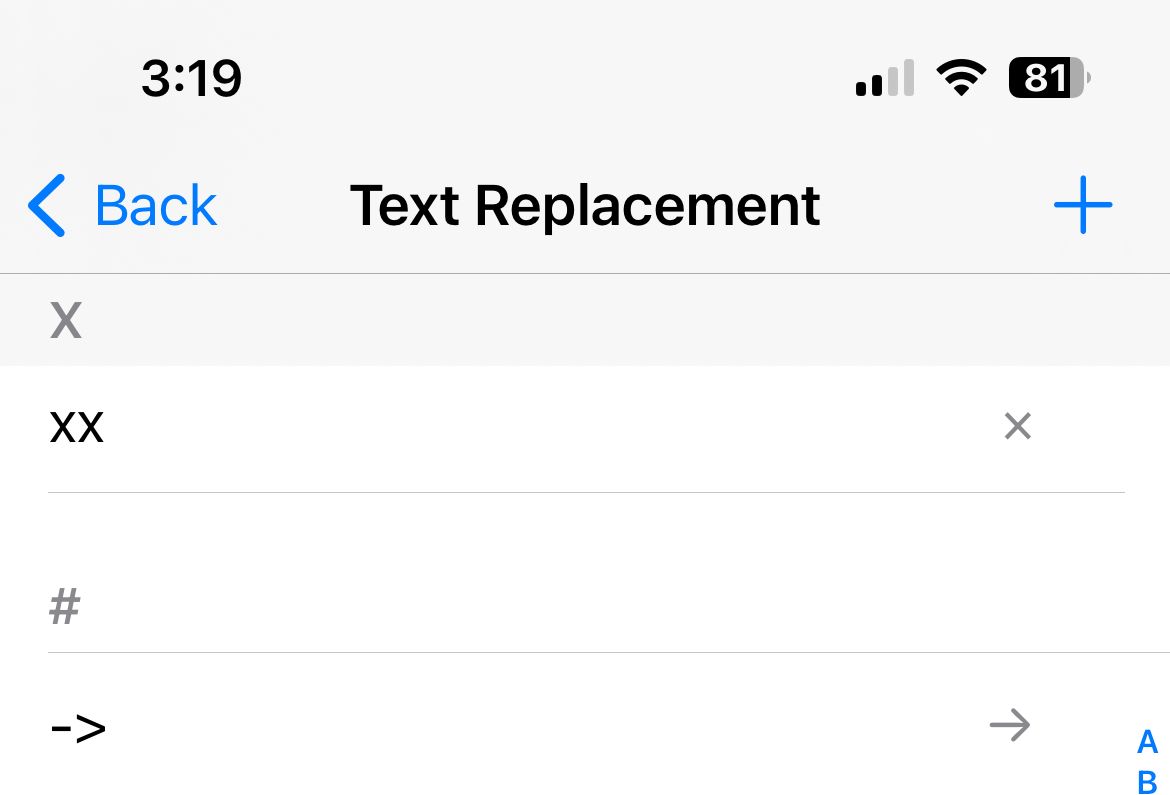 3:19 81
Back Text Replacement +
X
xx ×
#
-> →
A
B